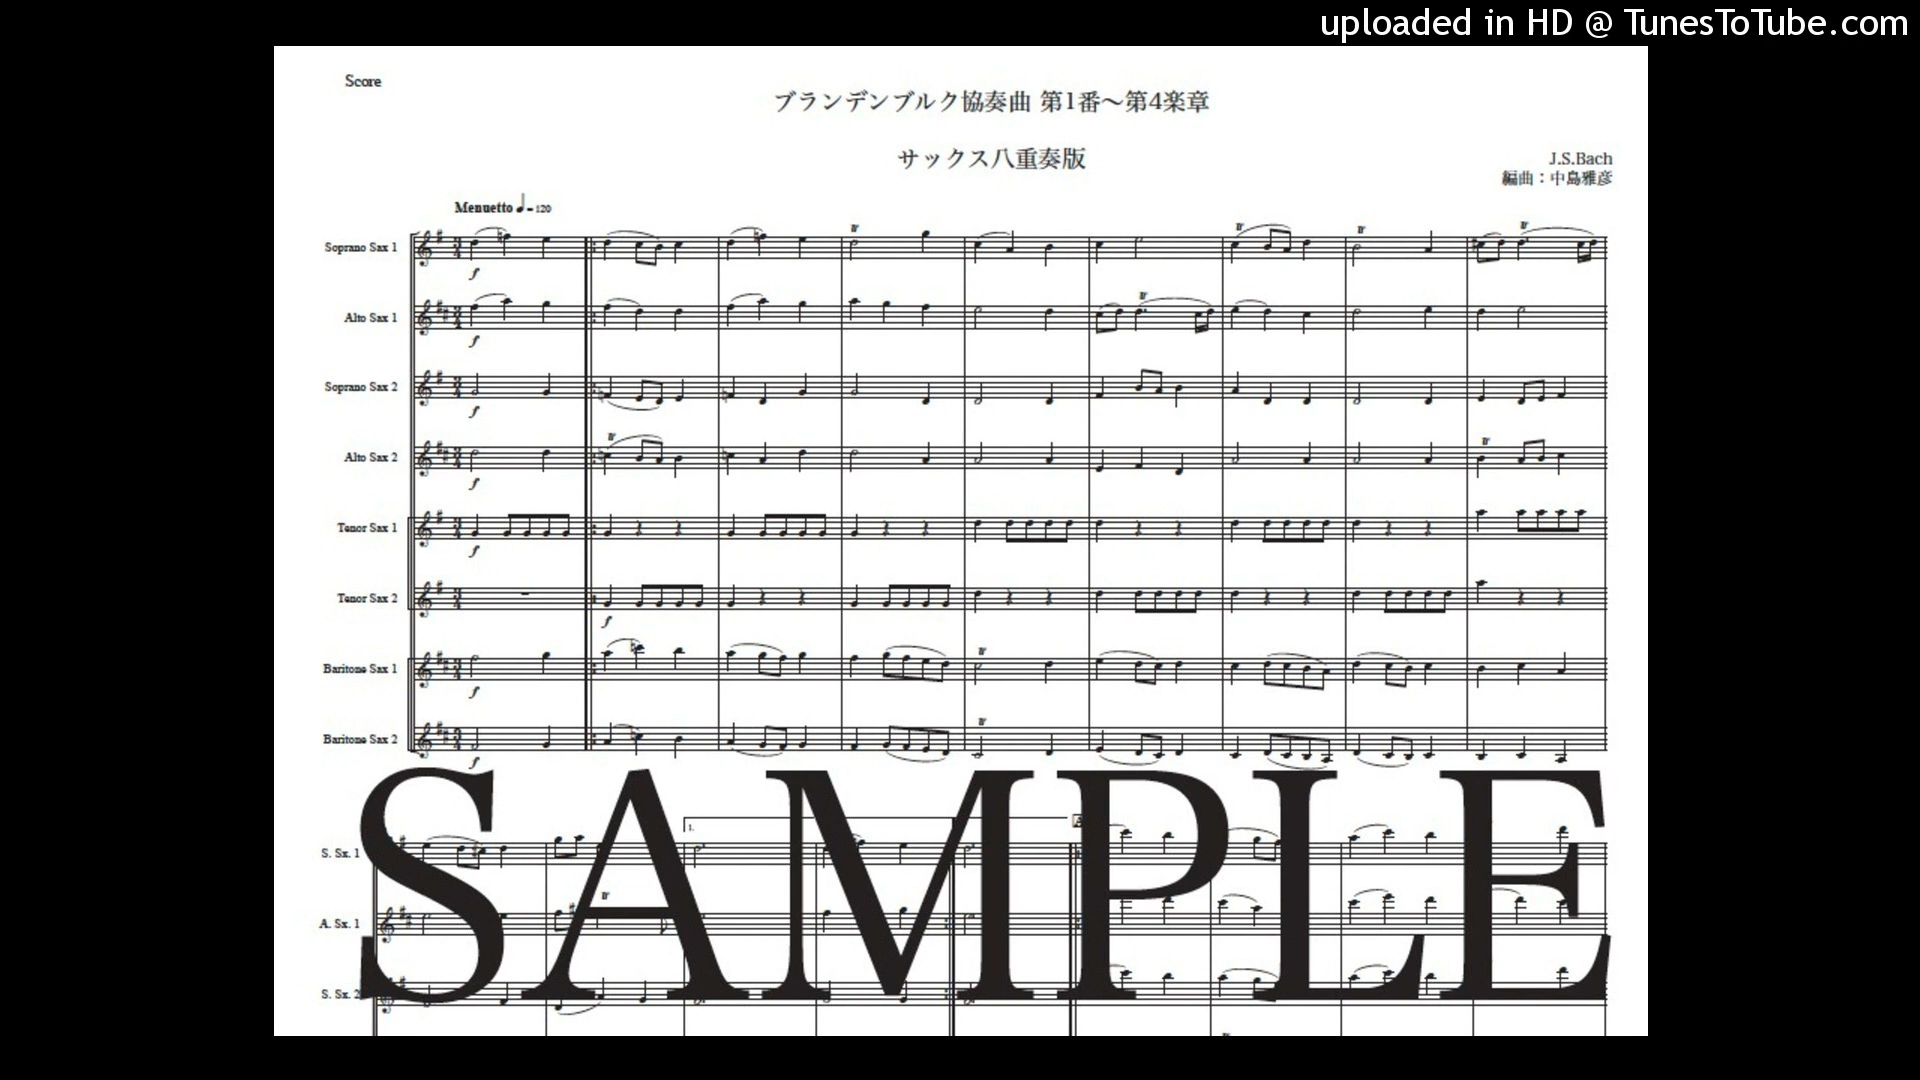 uploaded in HD @ TunesToTube.com
Score
ブランデンブルク協奏曲 第1番～第4楽章
サックス八重奏版
J.S.Bach
編曲：中島雅彦
Menuetto ♩=120
Soprano Sax 1
Alto Sax 1
Soprano Sax 2
Alto Sax 2
Tenor Sax 1
Tenor Sax 2
Baritone Sax 1
Baritone Sax 2
SAMPLE
S. Sx. 1
A. Sx. 1
S. Sx. 2